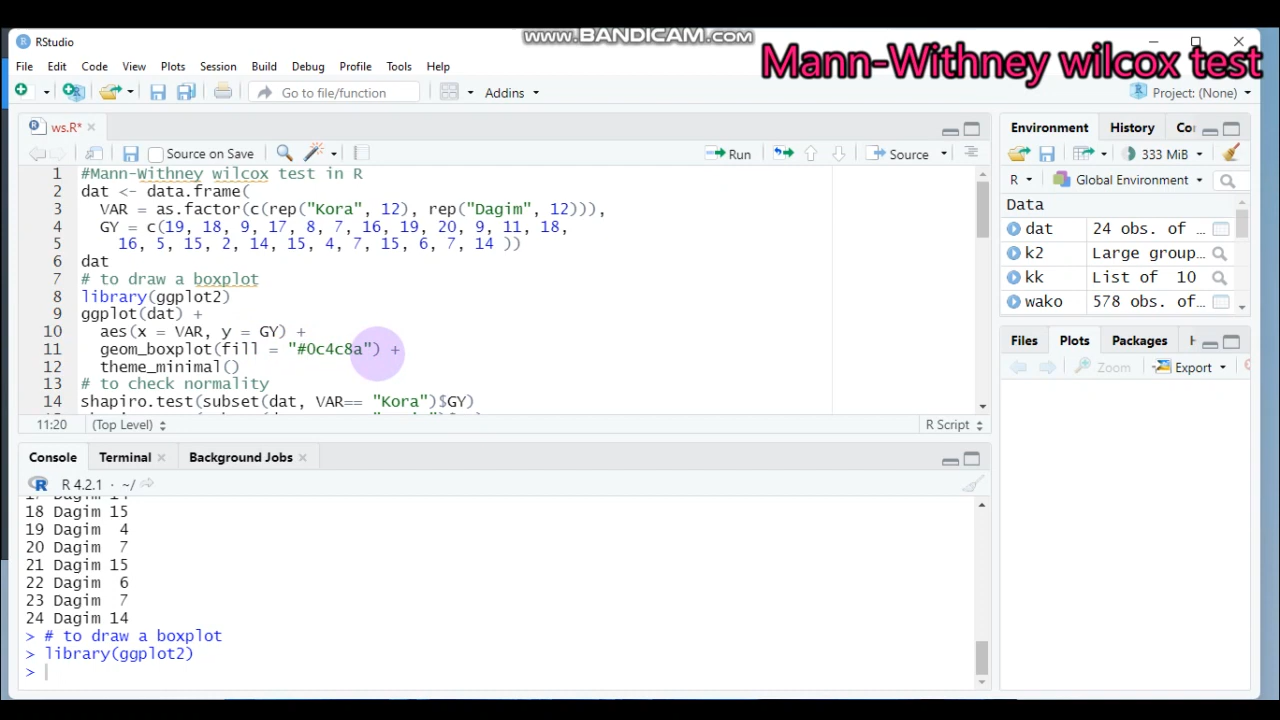 www.BANDICAM.com
RStudio
Mann-Withney wilcox test
File Edit Code View Plots Session Build Debug Profile Tools Help
Go to file/function Addins Project: (None)
ws.R*
Source on Save Run Source
1 #Mann-Withney wilcox test in R
2 dat <- data.frame(
3 VAR = as.factor(c(rep("Kora", 12), rep("Dagim", 12))),
4 GY = c(19, 18, 9, 17, 8, 7, 16, 19, 20, 9, 11, 18,
5 16, 5, 15, 2, 14, 15, 4, 7, 15, 6, 7, 14 ))
6 dat
7 # to draw a boxplot
8 library(ggplot2)
9 ggplot(dat) +
10 aes(x = VAR, y = GY) +
11 geom_boxplot(fill = "#0c4c8a") +
12 theme_minimal()
13 # to check normality
14 shapiro.test(subset(dat, VAR== "Kora")$GY)
11:20 (Top Level) R Script
Console Terminal Background Jobs
R 4.2.1 · ~/
18 Dagim 15
19 Dagim 4
20 Dagim 7
21 Dagim 15
22 Dagim 6
23 Dagim 7
24 Dagim 14
> # to draw a boxplot
> library(ggplot2)
>
Environment History
333 MiB
R Global Environment
Data
dat 24 obs. of ...
k2 Large group...
kk List of 10
wako 578 obs. of...
Files Plots Packages
Zoom Export